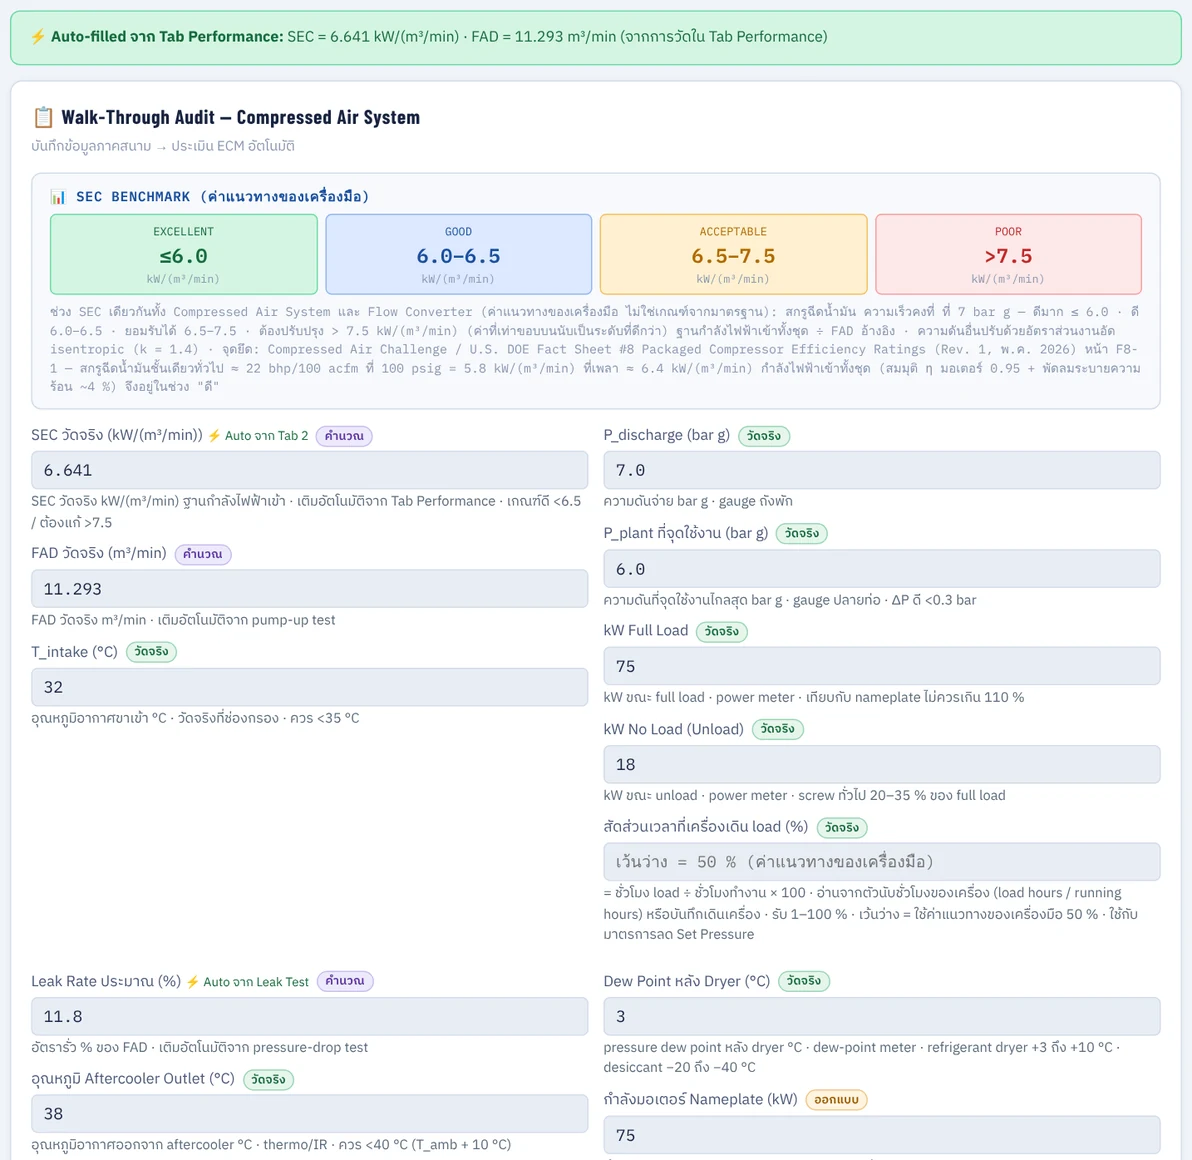 ⚡ Auto-filled จาก Tab Performance: SEC = 6.641 kW/(m³/min) · FAD = 11.293 m³/min (จากการวัดใน Tab Performance)
📋 Walk-Through Audit — Compressed Air System
บันทึกข้อมูลภาคสนาม → ประเมิน ECM อัตโนมัติ
📊 SEC BENCHMARK (ค่าแนวทางของเครื่องมือ)
EXCELLENT
≤6.0
kW/(m³/min)
GOOD
6.0–6.5
kW/(m³/min)
ACCEPTABLE
6.5–7.5
kW/(m³/min)
POOR
>7.5
kW/(m³/min)
ช่วง SEC เดียวกันทั้ง Compressed Air System และ Flow Converter (ค่าแนวทางของเครื่องมือ ไม่ใช่เกณฑ์จากมาตรฐาน): สกรูฉีดน้ำมัน ความเร็วคงที่ ที่ 7 bar g — ดีมาก ≤ 6.0 · ดี
6.0–6.5 · ยอมรับได้ 6.5–7.5 · ต้องปรับปรุง > 7.5 kW/(m³/min) (ค่าที่เท่าขอบบนนับเป็นระดับที่ดีกว่า) ฐานกำลังไฟฟ้าเข้าทั้งชุด ÷ FAD อ้างอิง · ความดันอื่นปรับด้วยอัตราส่วนงานอัด
isentropic (k = 1.4) · จุดยึด: Compressed Air Challenge / U.S. DOE Fact Sheet #8 Packaged Compressor Efficiency Ratings (Rev. 1, พ.ค. 2026) หน้า F8-
1 — สกรูฉีดน้ำมันชั้นเดียวทั่วไป ≈ 22 bhp/100 acfm ที่ 100 psig = 5.8 kW/(m³/min) ที่เพลา ≈ 6.4 kW/(m³/min) กำลังไฟฟ้าเข้าทั้งชุด (สมมุติ η มอเตอร์ 0.95 + พัดลมระบายความ
ร้อน ~4 %) จึงอยู่ในช่วง "ดี"
SEC วัดจริง (kW/(m³/min)) ⚡ Auto จาก Tab 2 คำนวณ
6.641
SEC วัดจริง kW/(m³/min) ฐานกำลังไฟฟ้าเข้า · เติมอัตโนมัติจาก Tab Performance · เกณฑ์ดี <6.5
/ ต้องแก้ >7.5
FAD วัดจริง (m³/min) คำนวณ
11.293
FAD วัดจริง m³/min · เติมอัตโนมัติจาก pump-up test
T_intake (°C) วัดจริง
32
อุณหภูมิอากาศขาเข้า °C · วัดจริงที่ช่องกรอง · ควร <35 °C
P_discharge (bar g) วัดจริง
7.0
ความดันจ่าย bar g · gauge ถังพัก
P_plant ที่จุดใช้งาน (bar g) วัดจริง
6.0
ความดันที่จุดใช้งานไกลสุด bar g · gauge ปลายท่อ · ΔP ดี <0.3 bar
kW Full Load วัดจริง
75
kW ขณะ full load · power meter · เทียบกับ nameplate ไม่ควรเกิน 110 %
kW No Load (Unload) วัดจริง
18
kW ขณะ unload · power meter · screw ทั่วไป 20–35 % ของ full load
สัดส่วนเวลาที่เครื่องเดิน load (%) วัดจริง
เว้นว่าง = 50 % (ค่าแนวทางของเครื่องมือ)
= ชั่วโมง load ÷ ชั่วโมงทำงาน × 100 · อ่านจากตัวนับชั่วโมงของเครื่อง (load hours / running
hours) หรือบันทึกเดินเครื่อง · รับ 1–100 % · เว้นว่าง = ใช้ค่าแนวทางของเครื่องมือ 50 % · ใช้กับ
มาตรการลด Set Pressure
Leak Rate ประมาณ (%) ⚡ Auto จาก Leak Test คำนวณ
11.8
อัตรารั่ว % ของ FAD · เติมอัตโนมัติจาก pressure-drop test
อุณหภูมิ Aftercooler Outlet (°C) วัดจริง
38
อุณหภูมิอากาศออกจาก aftercooler °C · thermo/IR · ควร <40 °C (T_amb + 10 °C)
Dew Point หลัง Dryer (°C) วัดจริง
3
pressure dew point หลัง dryer °C · dew-point meter · refrigerant dryer +3 ถึง +10 °C ·
desiccant −20 ถึง −40 °C
กำลังมอเตอร์ Nameplate (kW) ออกแบบ
75